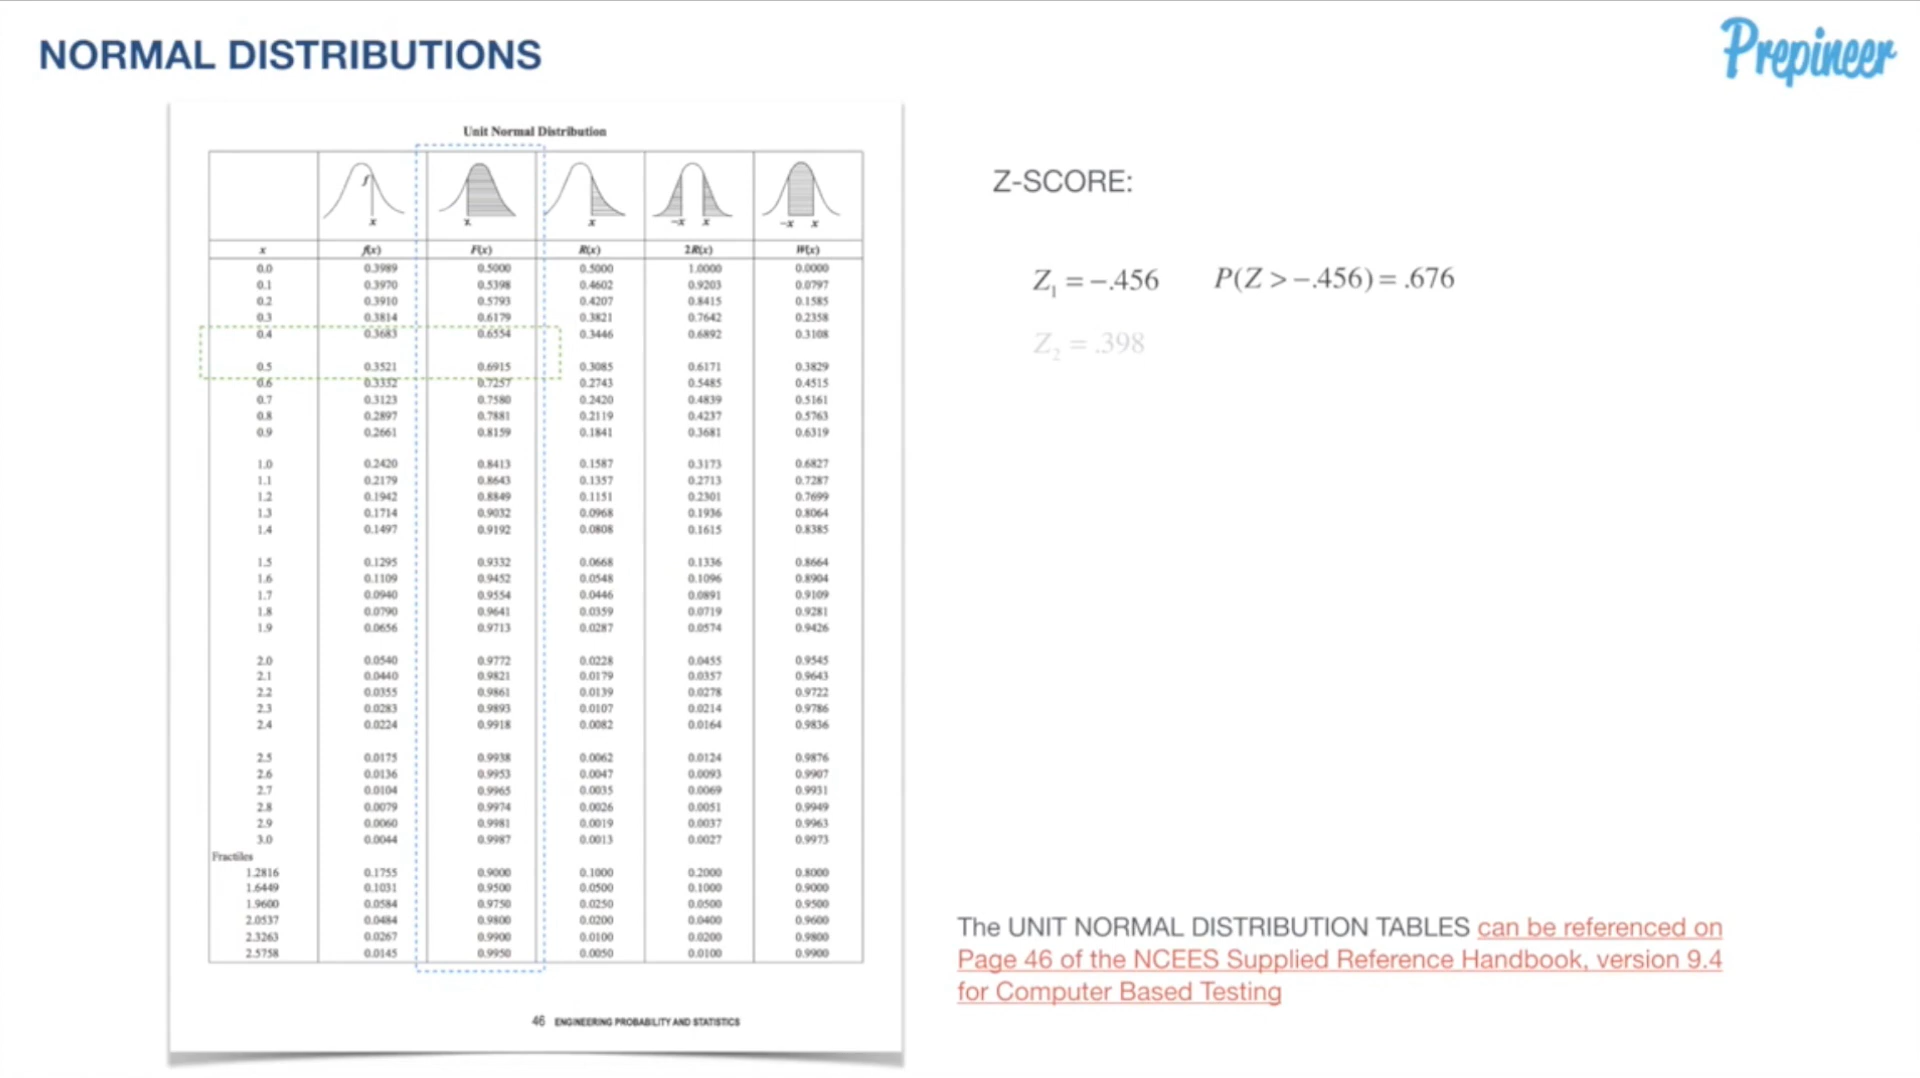 NORMAL DISTRIBUTIONS
Prepineer
Unit Normal Distribution
f
x x x -x x -x x
x f(x) F(x) R(x) 2R(x) W(x)
0.0 0.3989 0.5000 0.5000 1.0000 0.0000
0.1 0.3970 0.5398 0.4602 0.9203 0.0797
0.2 0.3910 0.5793 0.4207 0.8415 0.1585
0.3 0.3814 0.6179 0.3821 0.7642 0.2358
0.4 0.3683 0.6554 0.3446 0.6892 0.3108
0.5 0.3521 0.6915 0.3085 0.6171 0.3829
0.6 0.3332 0.7257 0.2743 0.5485 0.4515
0.7 0.3123 0.7580 0.2420 0.4839 0.5161
0.8 0.2897 0.7881 0.2119 0.4237 0.5763
0.9 0.2661 0.8159 0.1841 0.3681 0.6319
1.0 0.2420 0.8413 0.1587 0.3173 0.6827
1.1 0.2179 0.8643 0.1357 0.2713 0.7287
1.2 0.1942 0.8849 0.1151 0.2301 0.7699
1.3 0.1714 0.9032 0.0968 0.1936 0.8064
1.4 0.1497 0.9192 0.0808 0.1615 0.8385
1.5 0.1295 0.9332 0.0668 0.1336 0.8664
1.6 0.1109 0.9452 0.0548 0.1096 0.8904
1.7 0.0940 0.9554 0.0446 0.0891 0.9109
1.8 0.0790 0.9641 0.0359 0.0719 0.9281
1.9 0.0656 0.9713 0.0287 0.0574 0.9426
2.0 0.0540 0.9772 0.0228 0.0455 0.9545
2.1 0.0440 0.9821 0.0179 0.0357 0.9643
2.2 0.0355 0.9861 0.0139 0.0278 0.9722
2.3 0.0283 0.9893 0.0107 0.0214 0.9786
2.4 0.0224 0.9918 0.0082 0.0164 0.9836
2.5 0.0175 0.9938 0.0062 0.0124 0.9876
2.6 0.0136 0.9953 0.0047 0.0093 0.9907
2.7 0.0104 0.9965 0.0035 0.0069 0.9931
2.8 0.0079 0.9974 0.0026 0.0051 0.9949
2.9 0.0060 0.9981 0.0019 0.0037 0.9963
3.0 0.0044 0.9987 0.0013 0.0027 0.9973
Fractiles
1.2816 0.1755 0.9000 0.1000 0.2000 0.8000
1.6449 0.1031 0.9500 0.0500 0.1000 0.9000
1.9600 0.0584 0.9750 0.0250 0.0500 0.9500
2.0537 0.0484 0.9800 0.0200 0.0400 0.9600
2.3263 0.0267 0.9900 0.0100 0.0200 0.9800
2.5758 0.0145 0.9950 0.0050 0.0100 0.9900
46 ENGINEERING PROBABILITY AND STATISTICS
Z-SCORE:
Z₁ = −.456 P(Z > −.456) = .676
Z₂ = .398
The UNIT NORMAL DISTRIBUTION TABLES can be referenced on
Page 46 of the NCEES Supplied Reference Handbook, version 9.4
for Computer Based Testing